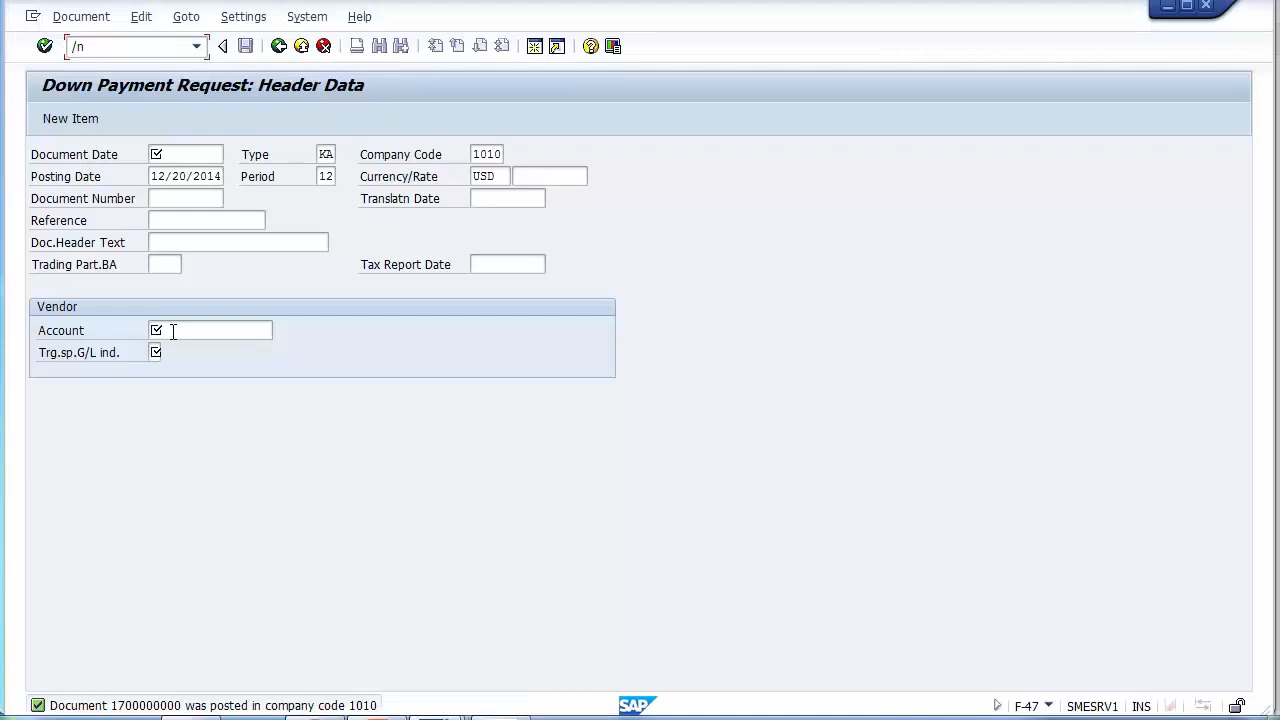 Document Edit Goto Settings System Help
/n
Down Payment Request: Header Data
New Item
Document Date Type KA Company Code 1010
Posting Date 12/20/2014 Period 12 Currency/Rate USD
Document Number Translatn Date
Reference
Doc.Header Text
Trading Part.BA Tax Report Date
Vendor
Account
Trg.sp.G/L ind.
Document 1700000000 was posted in company code 1010 SAP F-47 SMESRV1 INS